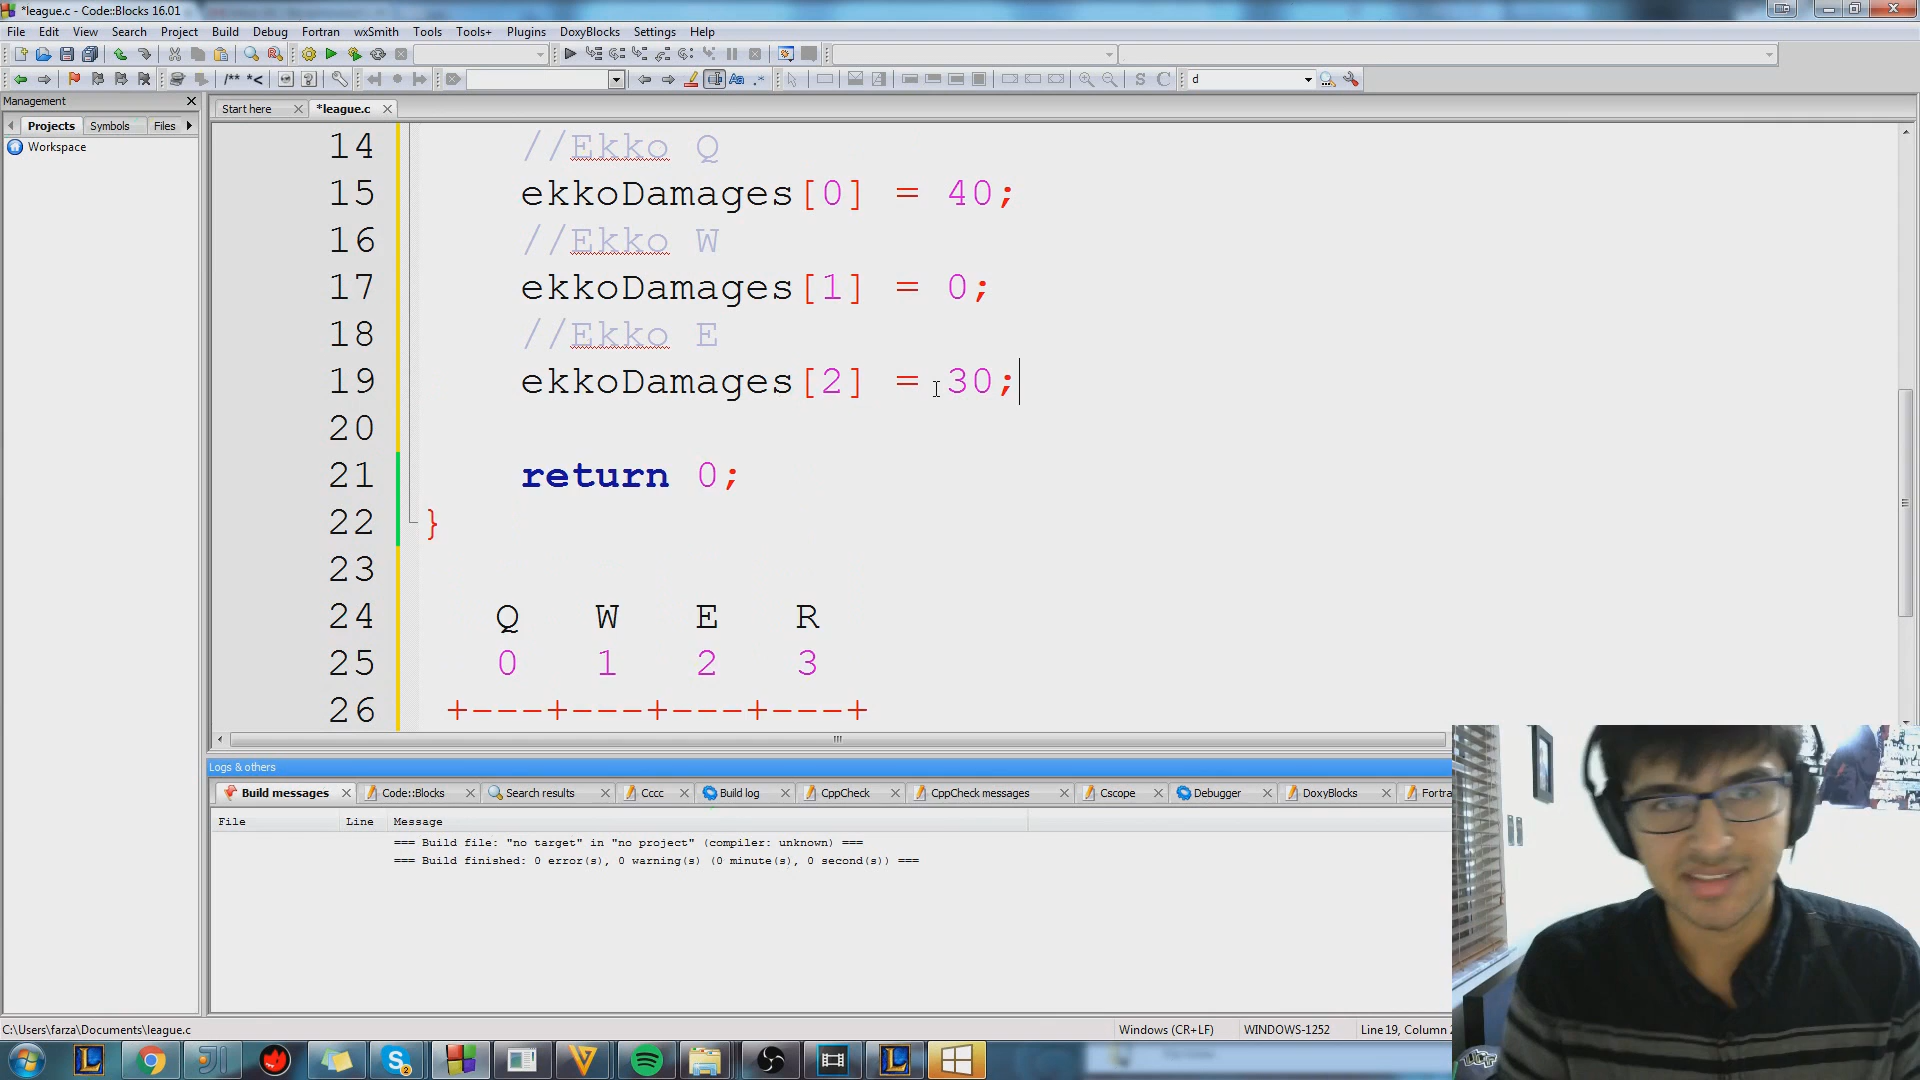 *league.c - Code::Blocks 16.01
File Edit View Search Project Build Debug Fortran wxSmith Tools Tools+ Plugins DoxyBlocks Settings Help
/** *< Aa .* S C d
Management
Projects Symbols Files
Workspace
Start here *league.c
14 //Ekko Q
15 ekkoDamages[0] = 40;
16 //Ekko W
17 ekkoDamages[1] = 0;
18 //Ekko E
19 ekkoDamages[2] = 30;
20
21 return 0;
22 }
23
24 Q W E R
25 0 1 2 3
26 +---+---+---+---+
Logs & others
Build messages Code::Blocks Search results Cccc Build log CppCheck CppCheck messages Cscope Debugger DoxyBlocks Fortra
File Line Message
=== Build file: "no target" in "no project" (compiler: unknown) ===
=== Build finished: 0 error(s), 0 warning(s) (0 minute(s), 0 second(s)) ===
C:\Users\farza\Documents\league.c Windows (CR+LF) WINDOWS-1252 Line 19, Column